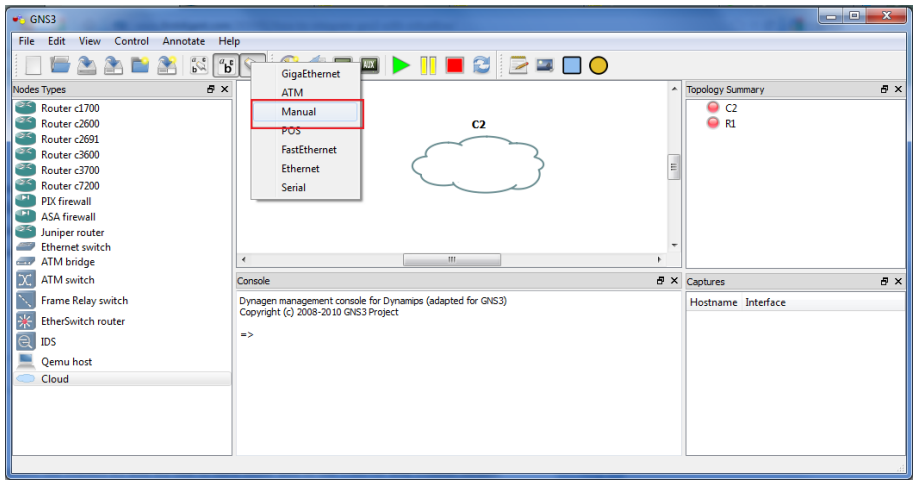 GNS3
File Edit View Control Annotate Help
AUX
GigaEthernet
ATM
Manual
POS
FastEthernet
Ethernet
Serial
Nodes Types
Router c1700
Router c2600
Router c2691
Router c3600
Router c3700
Router c7200
PIX firewall
ASA firewall
Juniper router
Ethernet switch
ATM bridge
ATM switch
Frame Relay switch
EtherSwitch router
IDS
Qemu host
Cloud
C2
Topology Summary
C2
R1
Console
Dynagen management console for Dynamips (adapted for GNS3)
Copyright (c) 2008-2010 GNS3 Project
=>
Captures
Hostname Interface